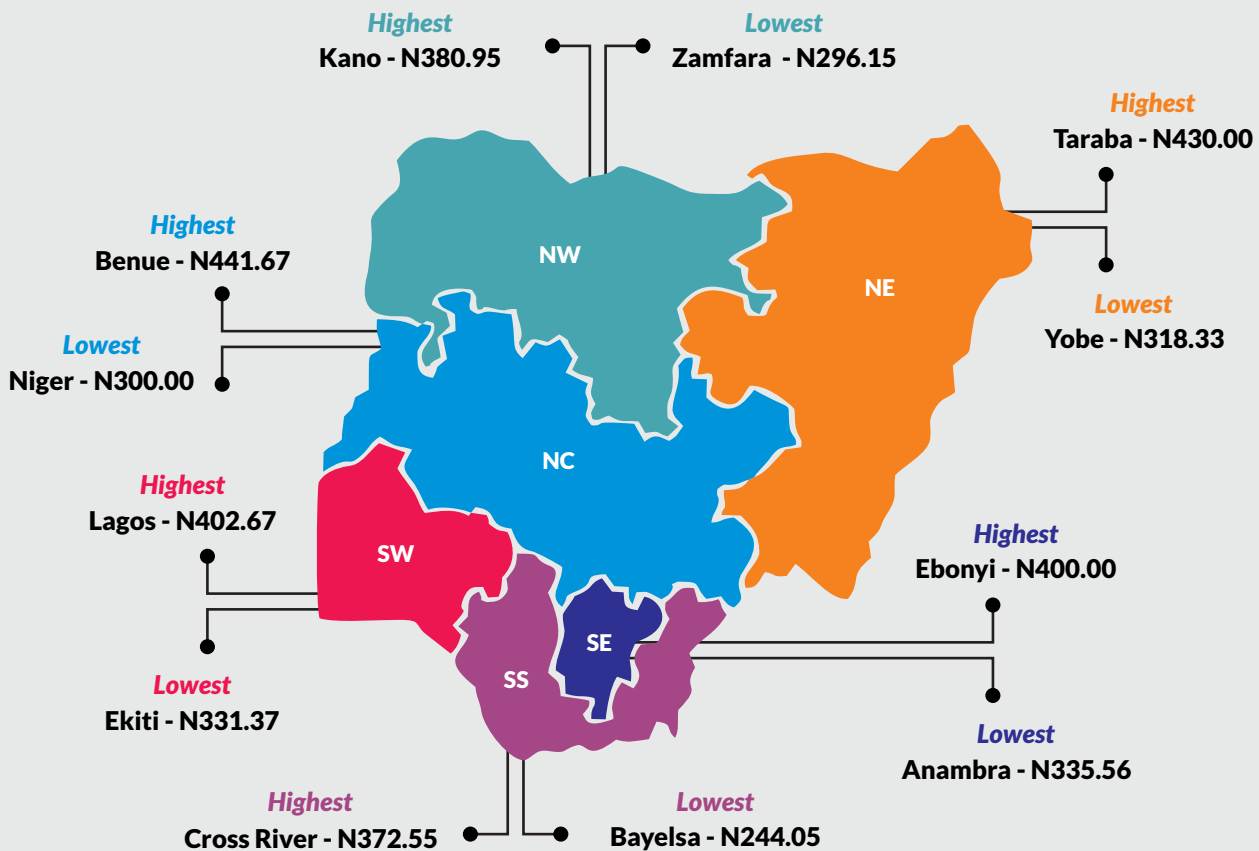 Highest
Kano - N380.95
Lowest
Zamfara - N296.15
Highest
Taraba - N430.00
Highest
Benue - N441.67
NW
NE
Lowest
Yobe - N318.33
Lowest
Niger - N300.00
NC
Highest
Lagos - N402.67
SW
Highest
Ebonyi - N400.00
SE
SS
Lowest
Ekiti - N331.37
Lowest
Anambra - N335.56
Highest
Cross River - N372.55
Lowest
Bayelsa - N244.05